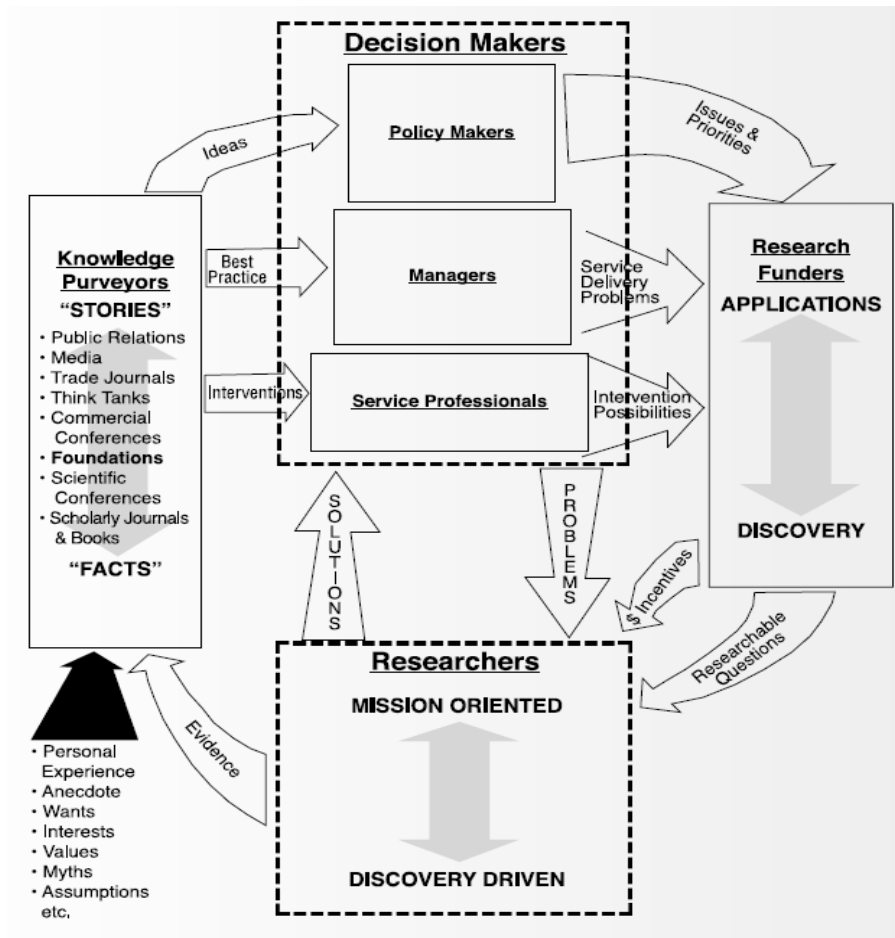 Decision Makers
Policy Makers
Ideas
Issues &
Priorities
Knowledge
Purveyors
"STORIES"
• Public Relations
• Media
• Trade Journals
• Think Tanks
• Commercial
Conferences
• Foundations
• Scientific
Conferences
• Scholarly Journals
& Books
"FACTS"
Best
Practice
Managers
Service
Delivery
Problems
Interventions
Service Professionals
Intervention
Possibilities
Research
Funders
APPLICATIONS
DISCOVERY
SOLUTIONS
PROBLEMS
$ Incentives
Researchable
Questions
Researchers
MISSION ORIENTED
DISCOVERY DRIVEN
Evidence
• Personal
Experience
• Anecdote
• Wants
• Interests
• Values
• Myths
• Assumptions
etc.